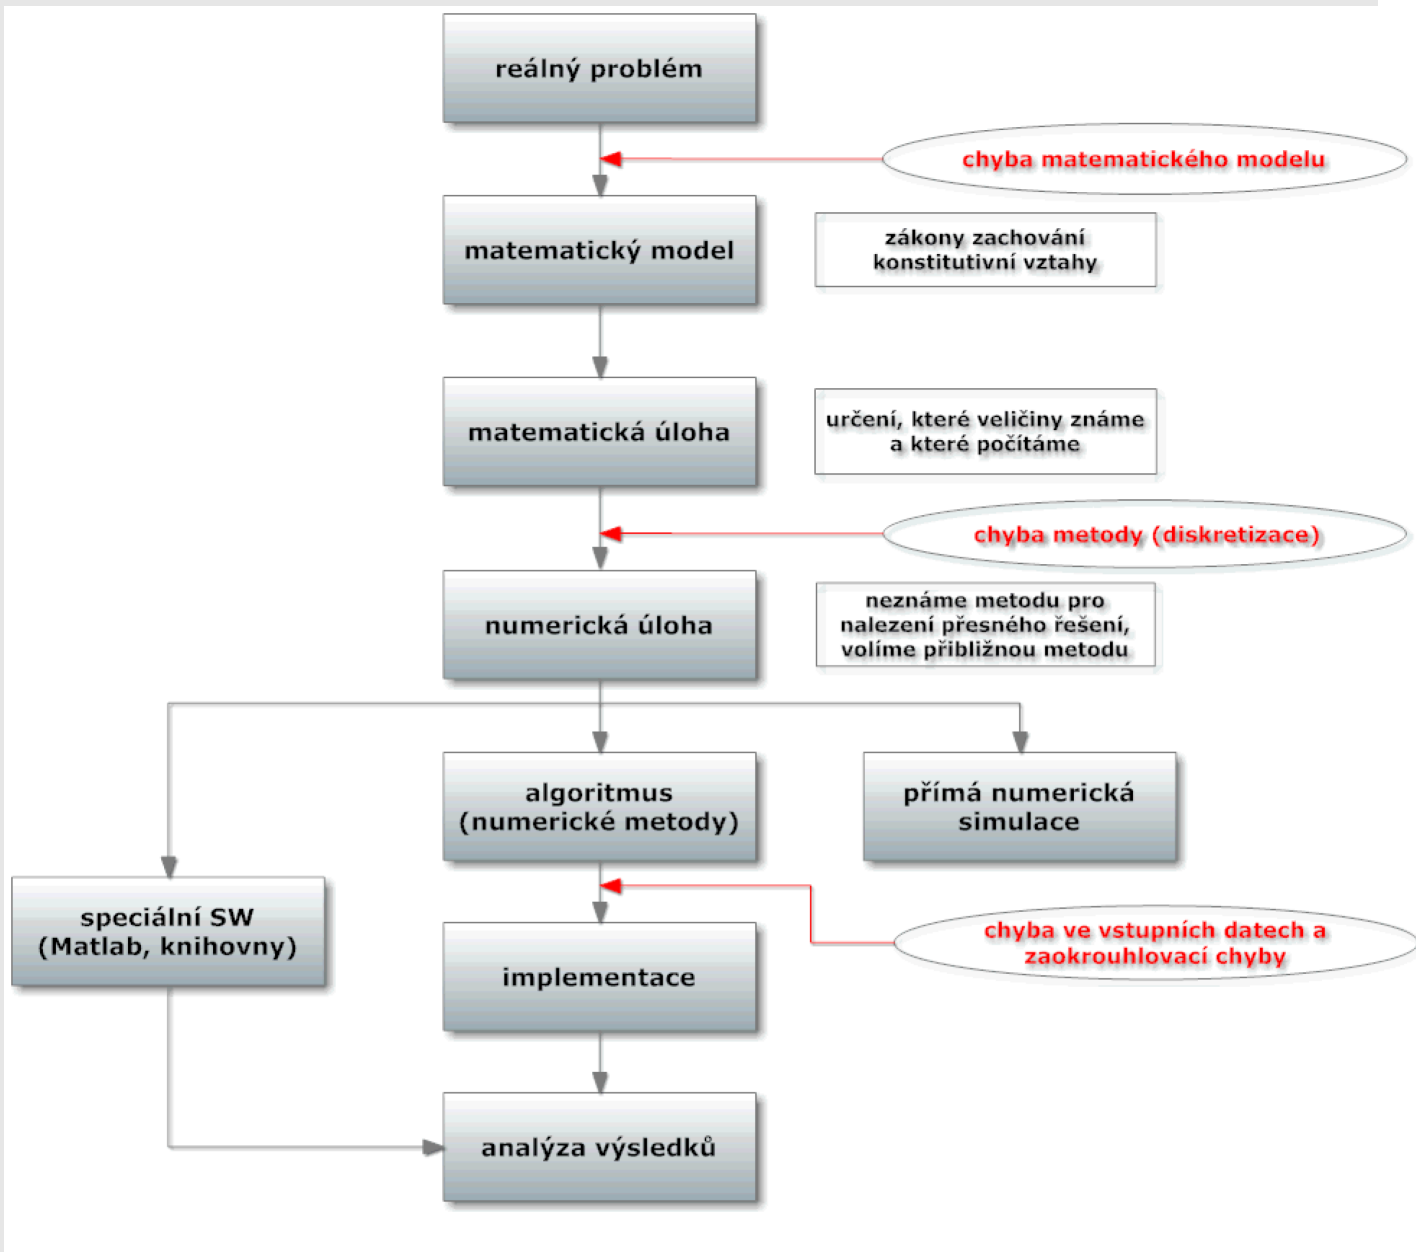 reálný problém
chyba matematického modelu
matematický model
zákony zachování
konstitutivní vztahy
matematická úloha
určení, které veličiny známe
a které počítáme
chyba metody (diskretizace)
numerická úloha
neznáme metodu pro
nalezení přesného řešení,
volíme přibližnou metodu
algoritmus
(numerické metody)
přímá numerická
simulace
speciální SW
(Matlab, knihovny)
chyba ve vstupních datech a
zaokrouhlovací chyby
implementace
analýza výsledků